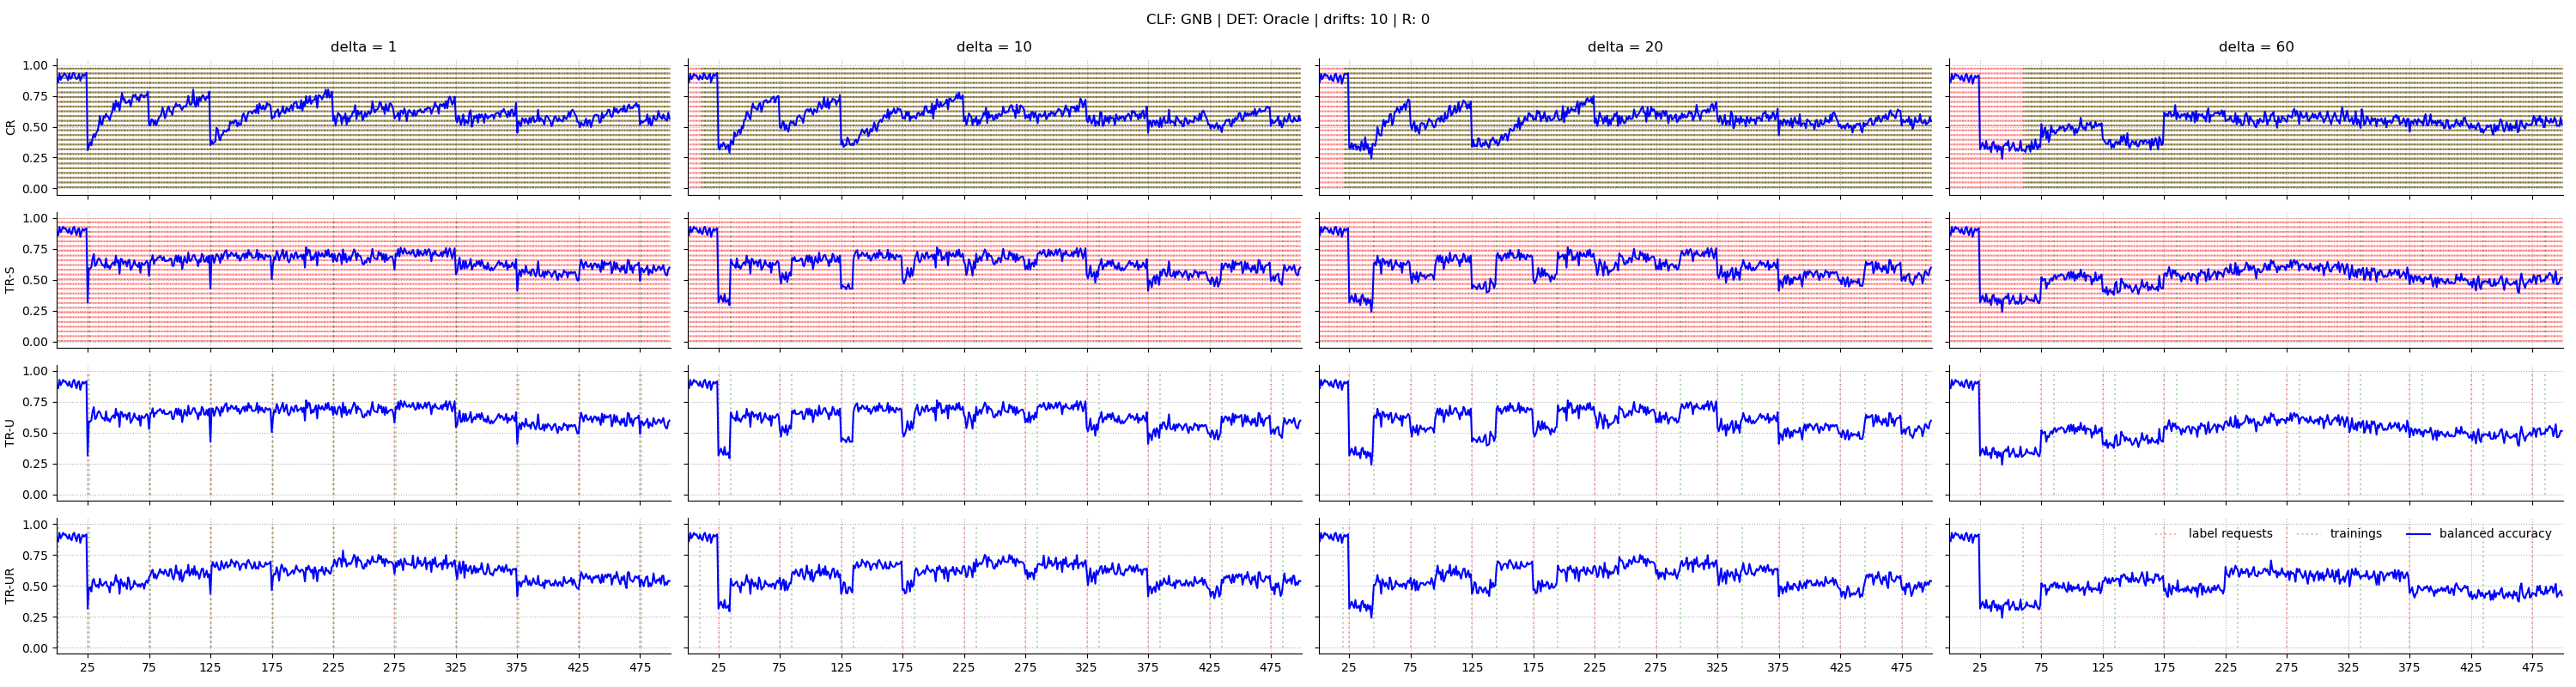 CLF: GNB | DET: Oracle | drifts: 10 | R: 0
delta = 1
delta = 10
delta = 20
delta = 60
CR
1.00
0.75
0.50
0.25
0.00
TR-S
1.00
0.75
0.50
0.25
0.00
TR-U
1.00
0.75
0.50
0.25
0.00
TR-UR
1.00
0.75
0.50
0.25
0.00
label requests
trainings
balanced accuracy
25 75 125 175 225 275 325 375 425 475
25 75 125 175 225 275 325 375 425 475
25 75 125 175 225 275 325 375 425 475
25 75 125 175 225 275 325 375 425 475